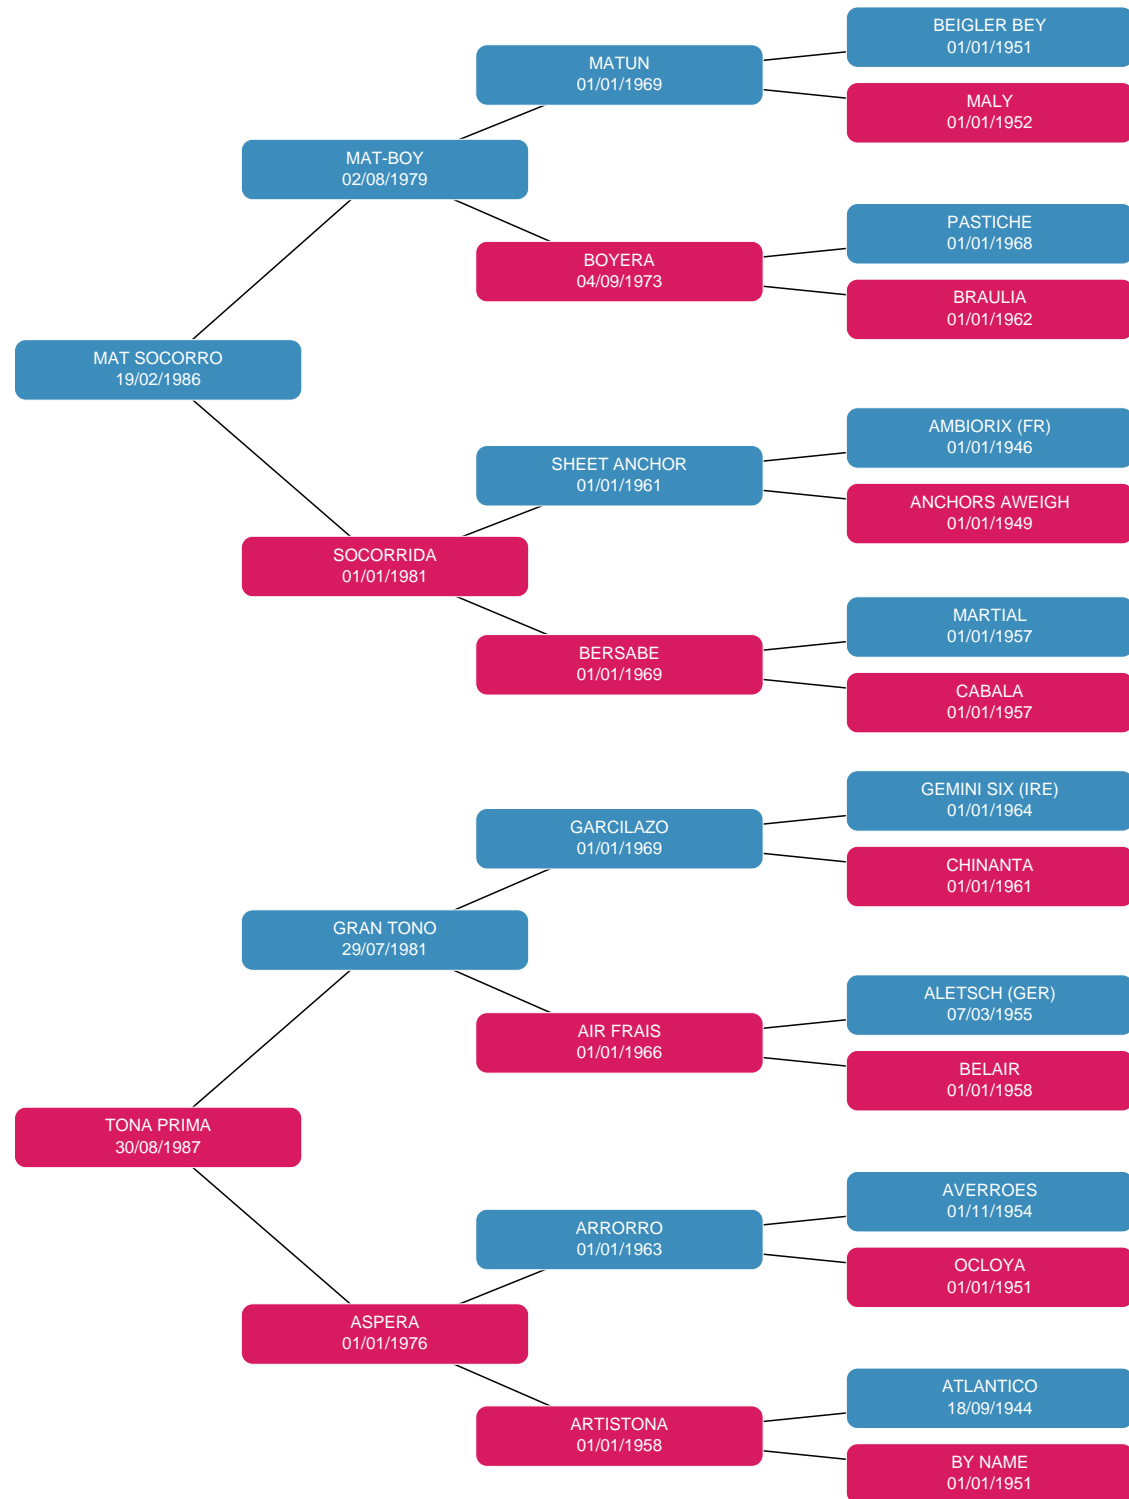 BEIGLER BEY
01/01/1951
MATUN
01/01/1969
MALY
01/01/1952
MAT-BOY
02/08/1979
PASTICHE
01/01/1968
BOYERA
04/09/1973
BRAULIA
01/01/1962
MAT SOCORRO
19/02/1986
AMBIORIX (FR)
01/01/1946
SHEET ANCHOR
01/01/1961
ANCHORS AWEIGH
01/01/1949
SOCORRIDA
01/01/1981
MARTIAL
01/01/1957
BERSABE
01/01/1969
CABALA
01/01/1957
GEMINI SIX (IRE)
01/01/1964
GARCILAZO
01/01/1969
CHINANTA
01/01/1961
GRAN TONO
29/07/1981
ALETSCH (GER)
07/03/1955
AIR FRAIS
01/01/1966
BELAIR
01/01/1958
TONA PRIMA
30/08/1987
AVERROES
01/11/1954
ARRORRO
01/01/1963
OCLOYA
01/01/1951
ASPERA
01/01/1976
ATLANTICO
18/09/1944
ARTISTONA
01/01/1958
BY NAME
01/01/1951